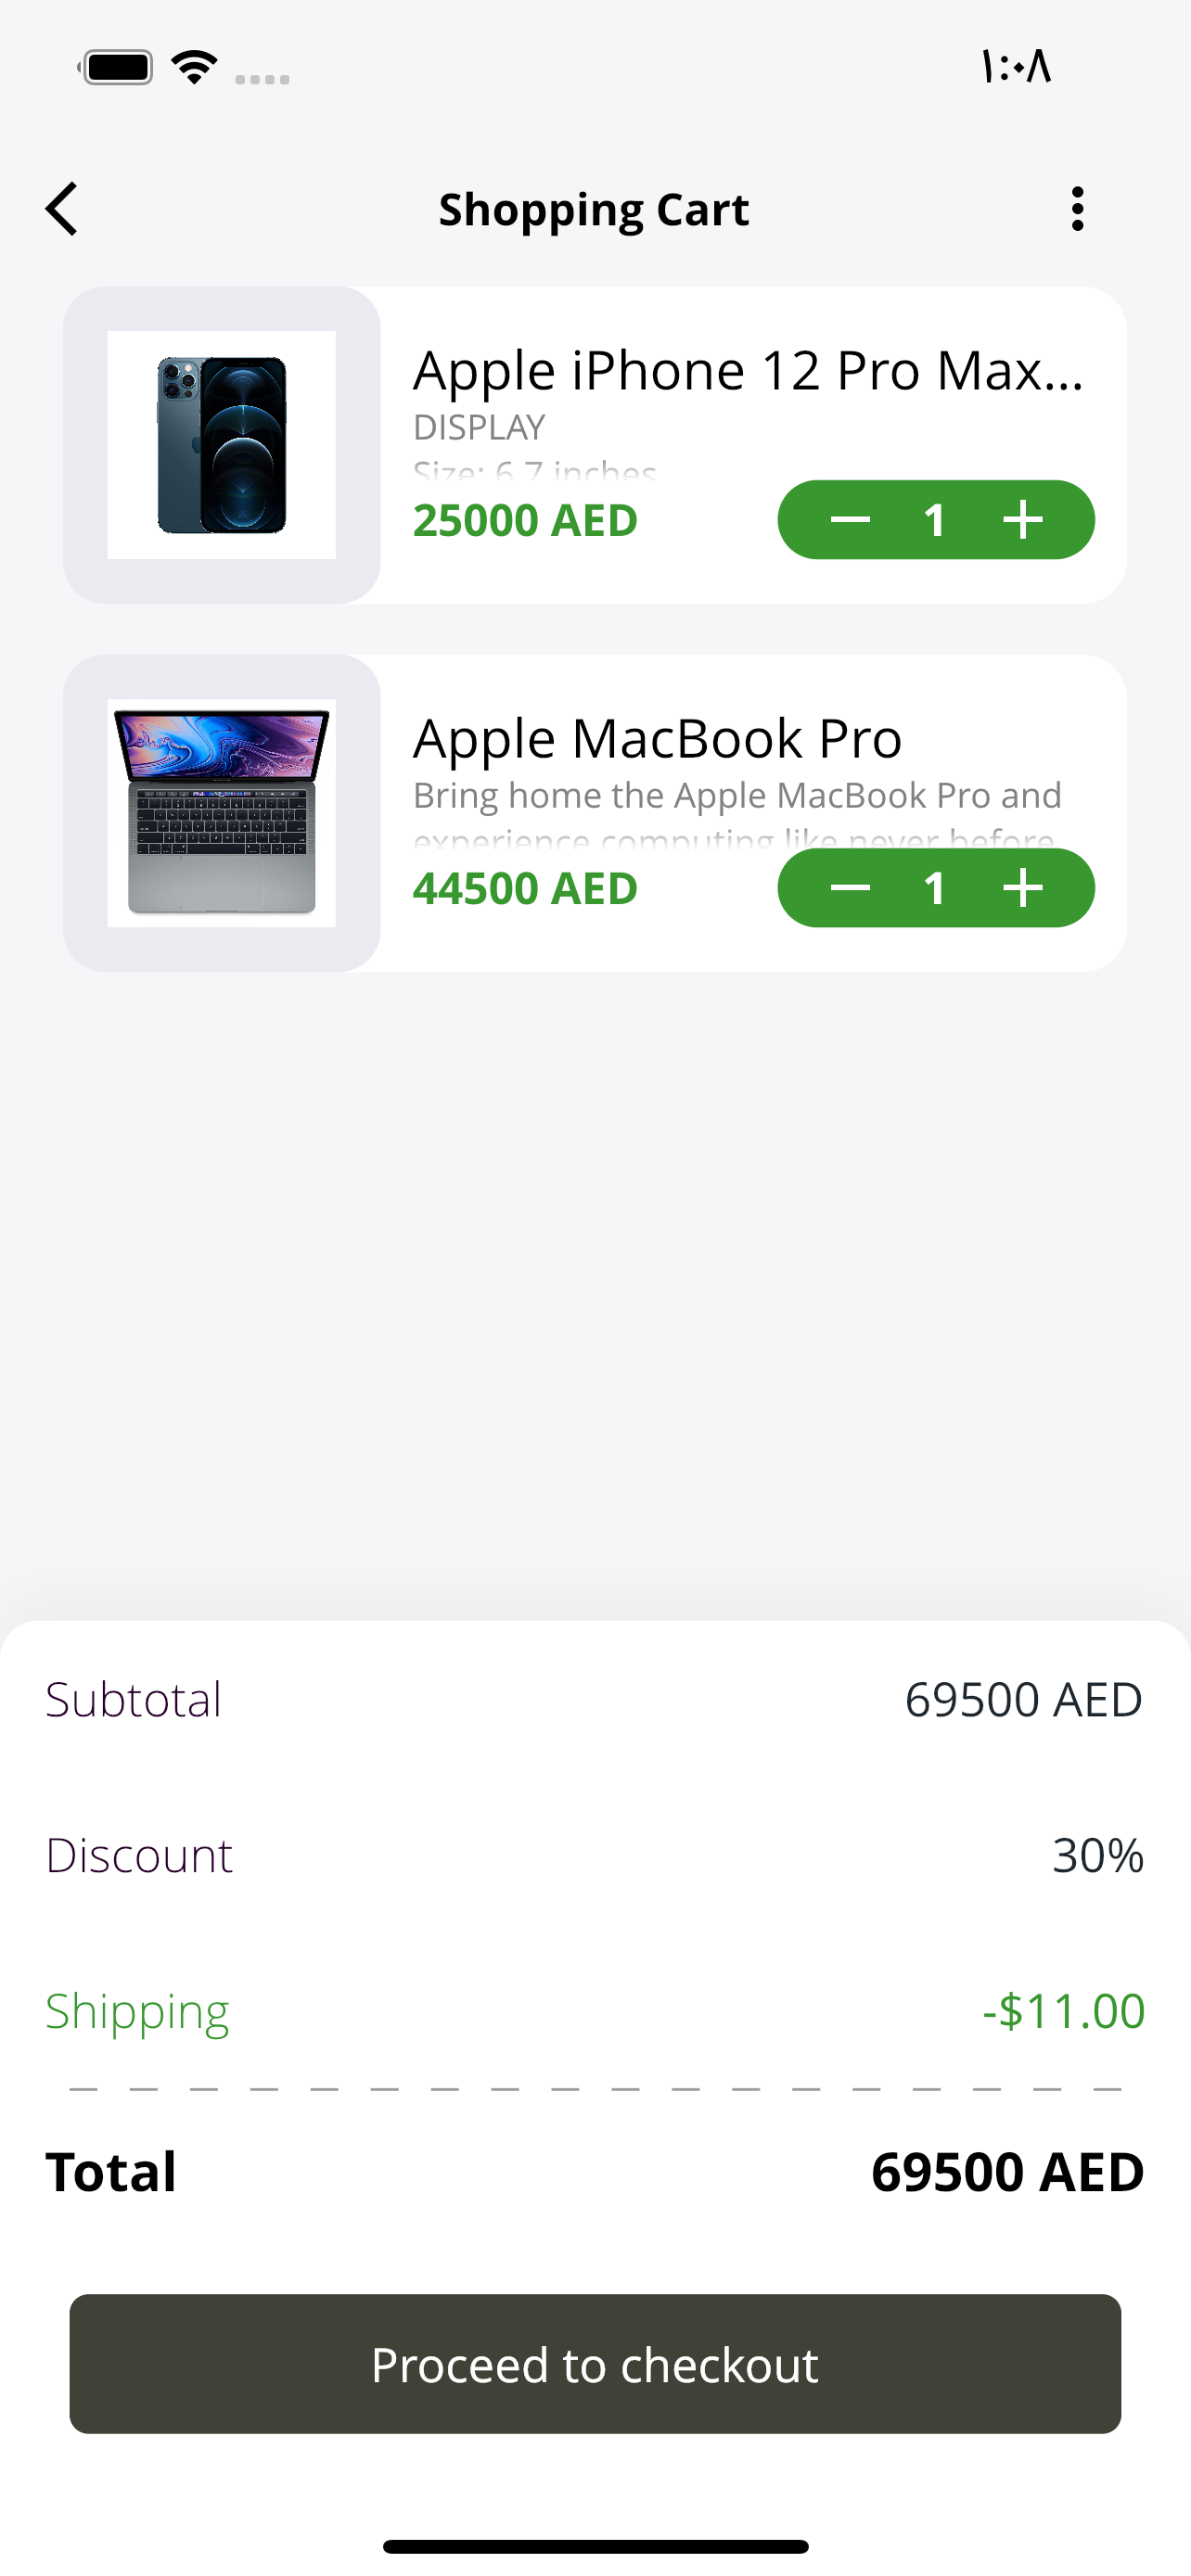 ١:٠٨
Shopping Cart
Apple iPhone 12 Pro Max...
DISPLAY
Size: 6.7 inches
25000 AED
1
Apple MacBook Pro
Bring home the Apple MacBook Pro and
experience computing like never before
44500 AED
1
Subtotal
69500 AED
Discount
30%
Shipping
-$11.00
Total
69500 AED
Proceed to checkout